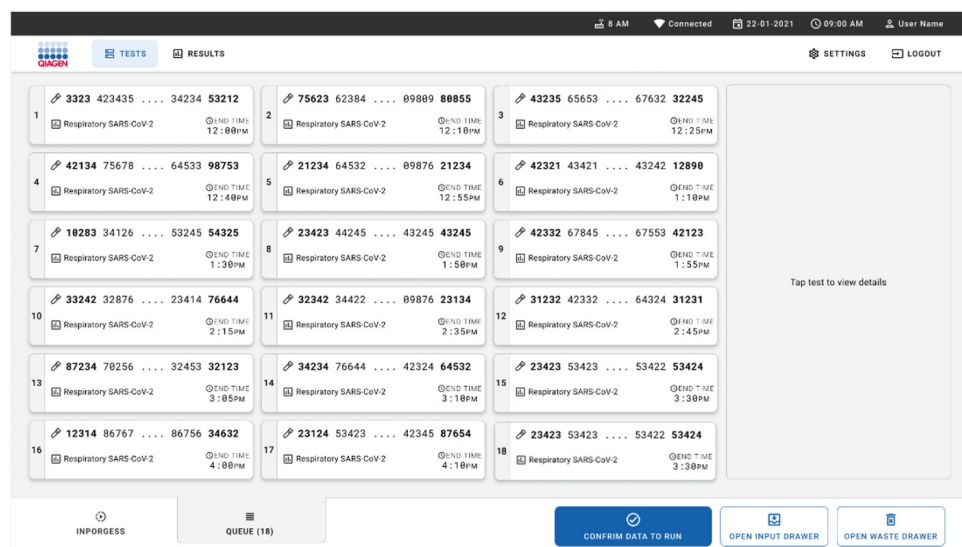 8 AM Connected 22-01-2021 09:00 AM User Name
QIAGEN TESTS RESULTS SETTINGS LOGOUT
1 3323 423435 .... 34234 53212
Respiratory SARS-CoV-2 END TIME
12:00PM
2 75623 62384 .... 09809 80855
Respiratory SARS-CoV-2 END TIME
12:10PM
3 43235 65653 .... 67632 32245
Respiratory SARS-CoV-2 END TIME
12:25PM
4 42134 75678 .... 64533 98753
Respiratory SARS-CoV-2 END TIME
12:40PM
5 21234 64532 .... 09876 21234
Respiratory SARS-CoV-2 END TIME
12:55PM
6 42321 43421 .... 43242 12890
Respiratory SARS-CoV-2 END TIME
1:10PM
7 10283 34126 .... 53245 54325
Respiratory SARS-CoV-2 END TIME
1:30PM
8 23423 44245 .... 43245 43245
Respiratory SARS-CoV-2 END TIME
1:50PM
9 42332 67845 .... 67553 42123
Respiratory SARS-CoV-2 END TIME
1:55PM
10 33242 32876 .... 23414 76644
Respiratory SARS-CoV-2 END TIME
2:15PM
11 32342 34422 .... 09876 23134
Respiratory SARS-CoV-2 END TIME
2:35PM
12 31232 42332 .... 64324 31231
Respiratory SARS-CoV-2 END TIME
2:45PM
13 87234 70256 .... 32453 32123
Respiratory SARS-CoV-2 END TIME
3:05PM
14 34234 76644 .... 42324 64532
Respiratory SARS-CoV-2 END TIME
3:10PM
15 23423 53423 .... 53422 53424
Respiratory SARS-CoV-2 END TIME
3:30PM
16 12314 86767 .... 86756 34632
Respiratory SARS-CoV-2 END TIME
4:00PM
17 23124 53423 .... 42345 87654
Respiratory SARS-CoV-2 END TIME
4:10PM
18 23423 53423 .... 53422 53424
Respiratory SARS-CoV-2 END TIME
3:30PM
Tap test to view details
INPORGESS
QUEUE (18)
CONFRIM DATA TO RUN
OPEN INPUT DRAWER
OPEN WASTE DRAWER